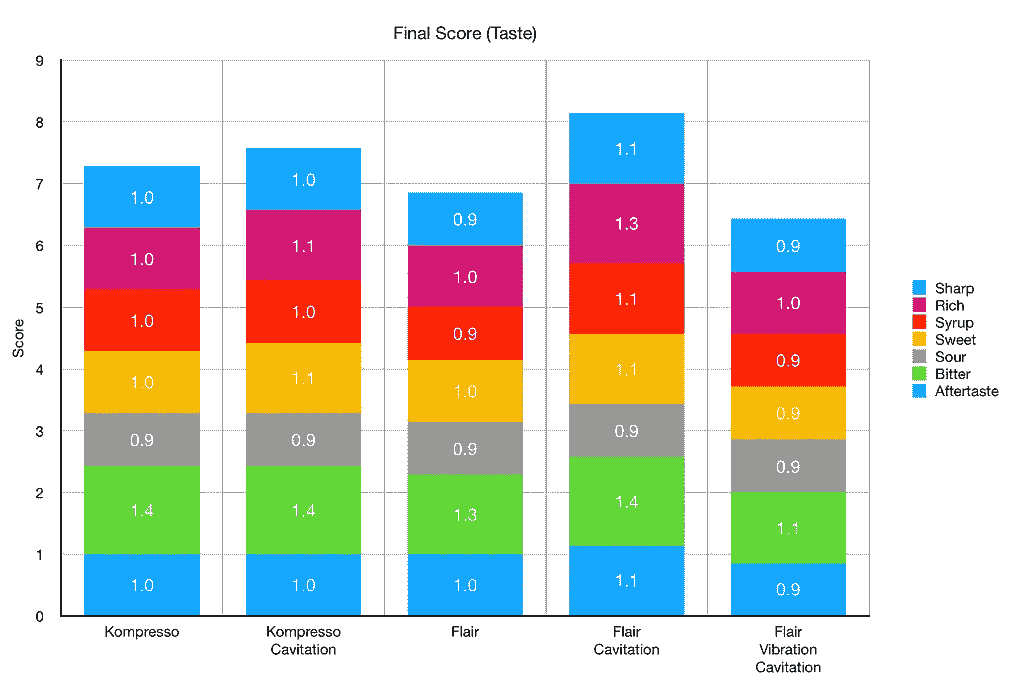 Final Score (Taste)
9
8
7
6
5
4
3
2
1
0
Score
1.0
1.0
1.0
1.0
0.9
1.4
1.0
1.0
1.1
1.0
1.1
0.9
1.4
1.0
0.9
1.0
0.9
1.0
0.9
1.3
1.0
1.1
1.3
1.1
1.1
0.9
1.4
1.1
0.9
1.0
0.9
0.9
0.9
1.1
0.9
Kompresso
Kompresso
Cavitation
Flair
Flair
Cavitation
Flair
Vibration
Cavitation
Sharp
Rich
Syrup
Sweet
Sour
Bitter
Aftertaste